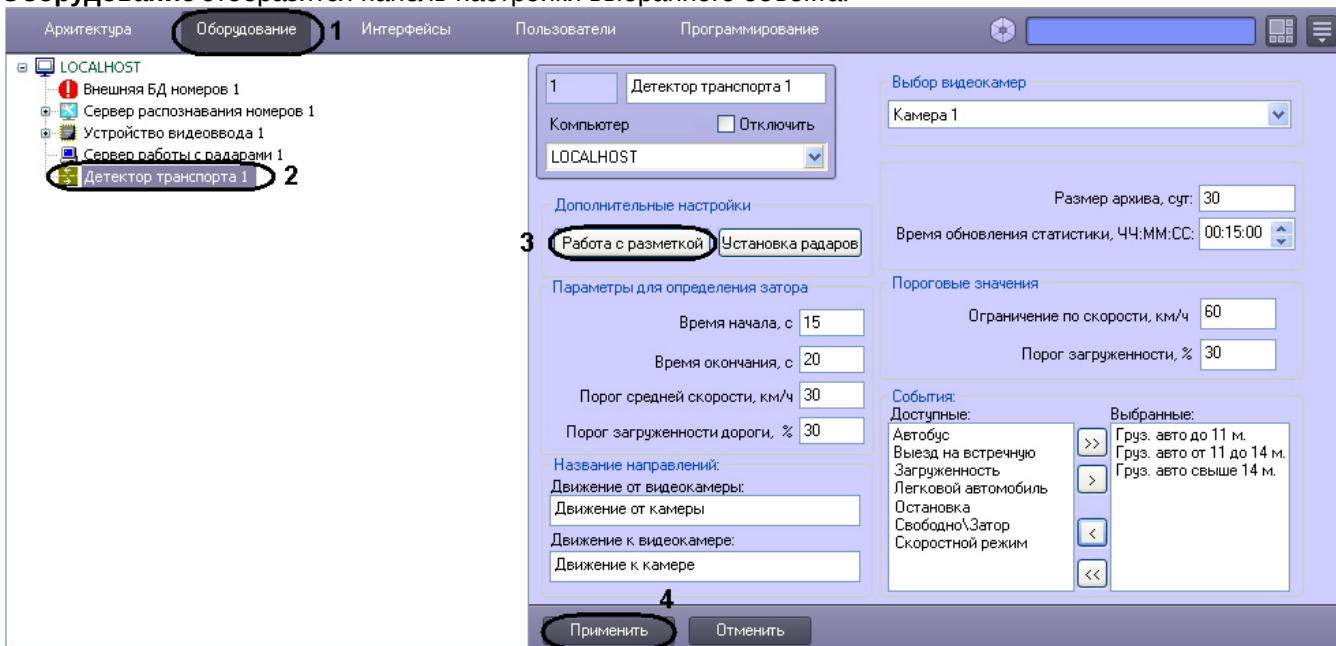 Оборудование отобразится панель настройки выбранного объекта.
Архитектура Оборудование 1 Интерфейсы Пользователи Программирование
LOCALHOST
Внешняя БД номеров 1
Сервер распознавания номеров 1
Устройство видеоввода 1
Сервер работы с радарами 1
Детектор транспорта 1 2
1 Детектор транспорта 1
Компьютер Отключить
LOCALHOST
Дополнительные настройки
3 Работа с разметкой Установка радаров
Параметры для определения затора
Время начала, с 15
Время окончания, с 20
Порог средней скорости, км/ч 30
Порог загруженности дороги, % 30
Название направлений:
Движение от видеокамеры:
Движение от камеры
Движение к видеокамере:
Движение к камере
Выбор видеокамер
Камера 1
Размер архива, сут: 30
Время обновления статистики, ЧЧ:ММ:СС: 00:15:00
Пороговые значения
Ограничение по скорости, км/ч 60
Порог загруженности, % 30
События:
Доступные:
Автобус
Выезд на встречную
Загруженность
Легковой автомобиль
Остановка
Свободно\Затор
Скоростной режим
>>
>
<
<<
Выбранные:
Груз. авто до 11 м.
Груз. авто от 11 до 14 м.
Груз. авто свыше 14 м.
4
Применить Отменить